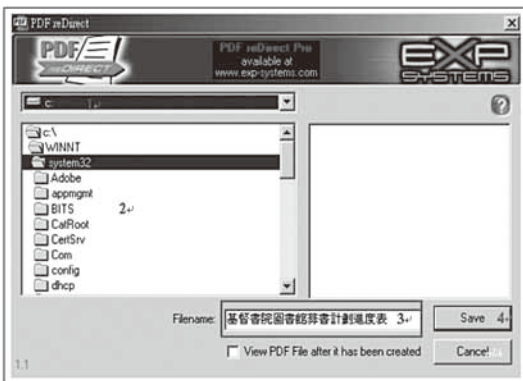 PDF reDirect
PDF
reDIRECT
PDF reDirect Pro
available at
www.exp-systems.com
EXP
SYSTEMS
c: 1
c:\
WINNT
system32
Adobe
appmgmt
BITS 2
CatRoot
CertSrv
Com
config
dhcp
Filename: 基督書院圖書館辞書計劃進度表 3
Save 4
View PDF File after it has been created
Cancel
1.1